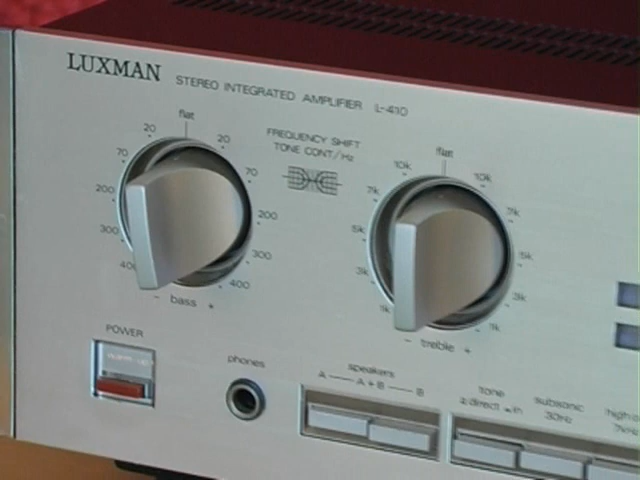 LUXMAN STEREO INTEGRATED AMPLIFIER L-410
FREQUENCY SHIFT
TONE CONT/Hz
flat
20 20
70 70
200 200
300 300
400 400
- bass +
flat
10k 10k
7k 7k
5k 5k
3k 3k
1k 1k
- treble +
POWER
phones
speakers
A A+B B
tone
direct in
subsonic
30Hz
high
7kHz